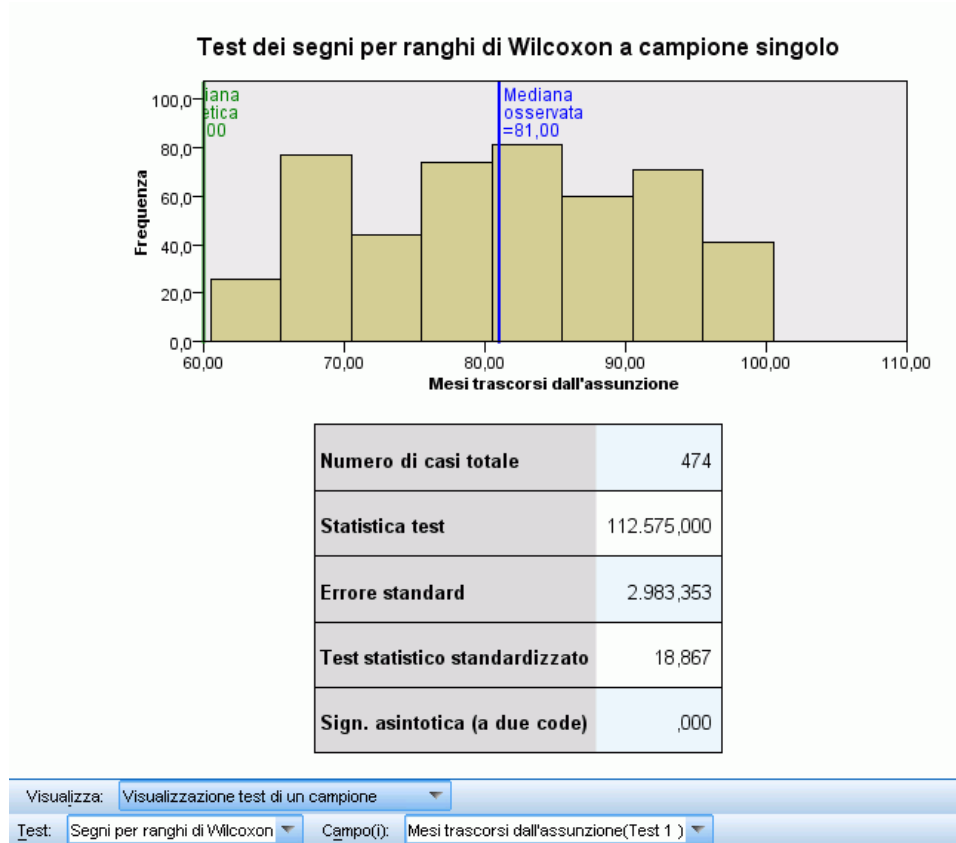 Test dei segni per ranghi di Wilcoxon a campione singolo
iana
etica
00
Mediana
osservata
=81,00
Frequenza
100,0
80,0
60,0
40,0
20,0
0,0
60,00 70,00 80,00 90,00 100,00 110,00
Mesi trascorsi dall'assunzione
Numero di casi totale 474
Statistica test 112.575,000
Errore standard 2.983,353
Test statistico standardizzato 18,867
Sign. asintotica (a due code) ,000
Visualizza: Visualizzazione test di un campione
Test: Segni per ranghi di Wilcoxon Campo(i): Mesi trascorsi dall'assunzione(Test 1 )